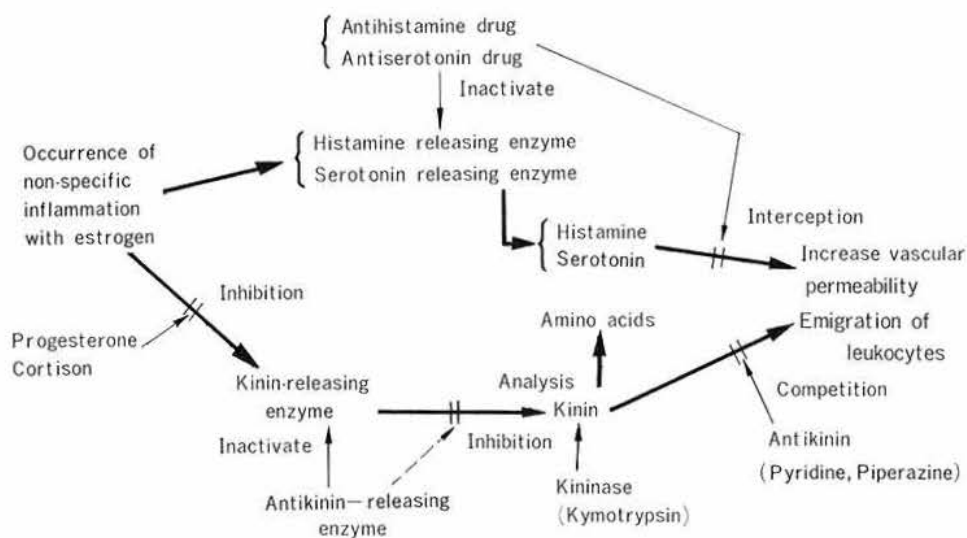 Antihistamine drug
Antiserotonin drug
Inactivate
Histamine releasing enzyme
Serotonin releasing enzyme
Occurrence of
non-specific
inflammation
with estrogen
Interception
Histamine
Serotonin
Increase vascular
permeability
Inhibition
Progesterone
Cortison
Amino acids
Emigration of
leukocytes
Kinin-releasing
enzyme
Analysis
Kinin
Competition
Inactivate
Inhibition
Antikinin
(Pyridine, Piperazine)
Antikinin—releasing
enzyme
Kininase
(Kymotrypsin)